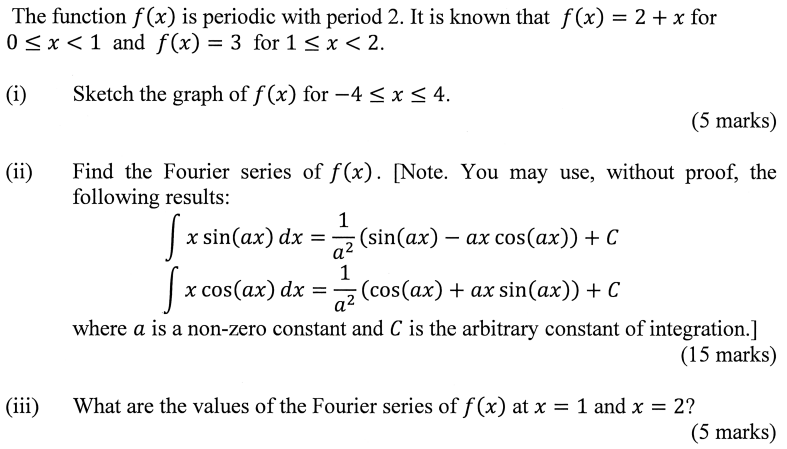 The function f(x) is periodic with period 2. It is known that f(x) = 2 + x for
0 ≤ x < 1 and f(x) = 3 for 1 ≤ x < 2.
(i) Sketch the graph of f(x) for −4 ≤ x ≤ 4.
(5 marks)
(ii) Find the Fourier series of f(x). [Note. You may use, without proof, the
following results:
∫ x sin(ax) dx = 1/a² (sin(ax) − ax cos(ax)) + C
∫ x cos(ax) dx = 1/a² (cos(ax) + ax sin(ax)) + C
where a is a non-zero constant and C is the arbitrary constant of integration.]
(15 marks)
(iii) What are the values of the Fourier series of f(x) at x = 1 and x = 2?
(5 marks)